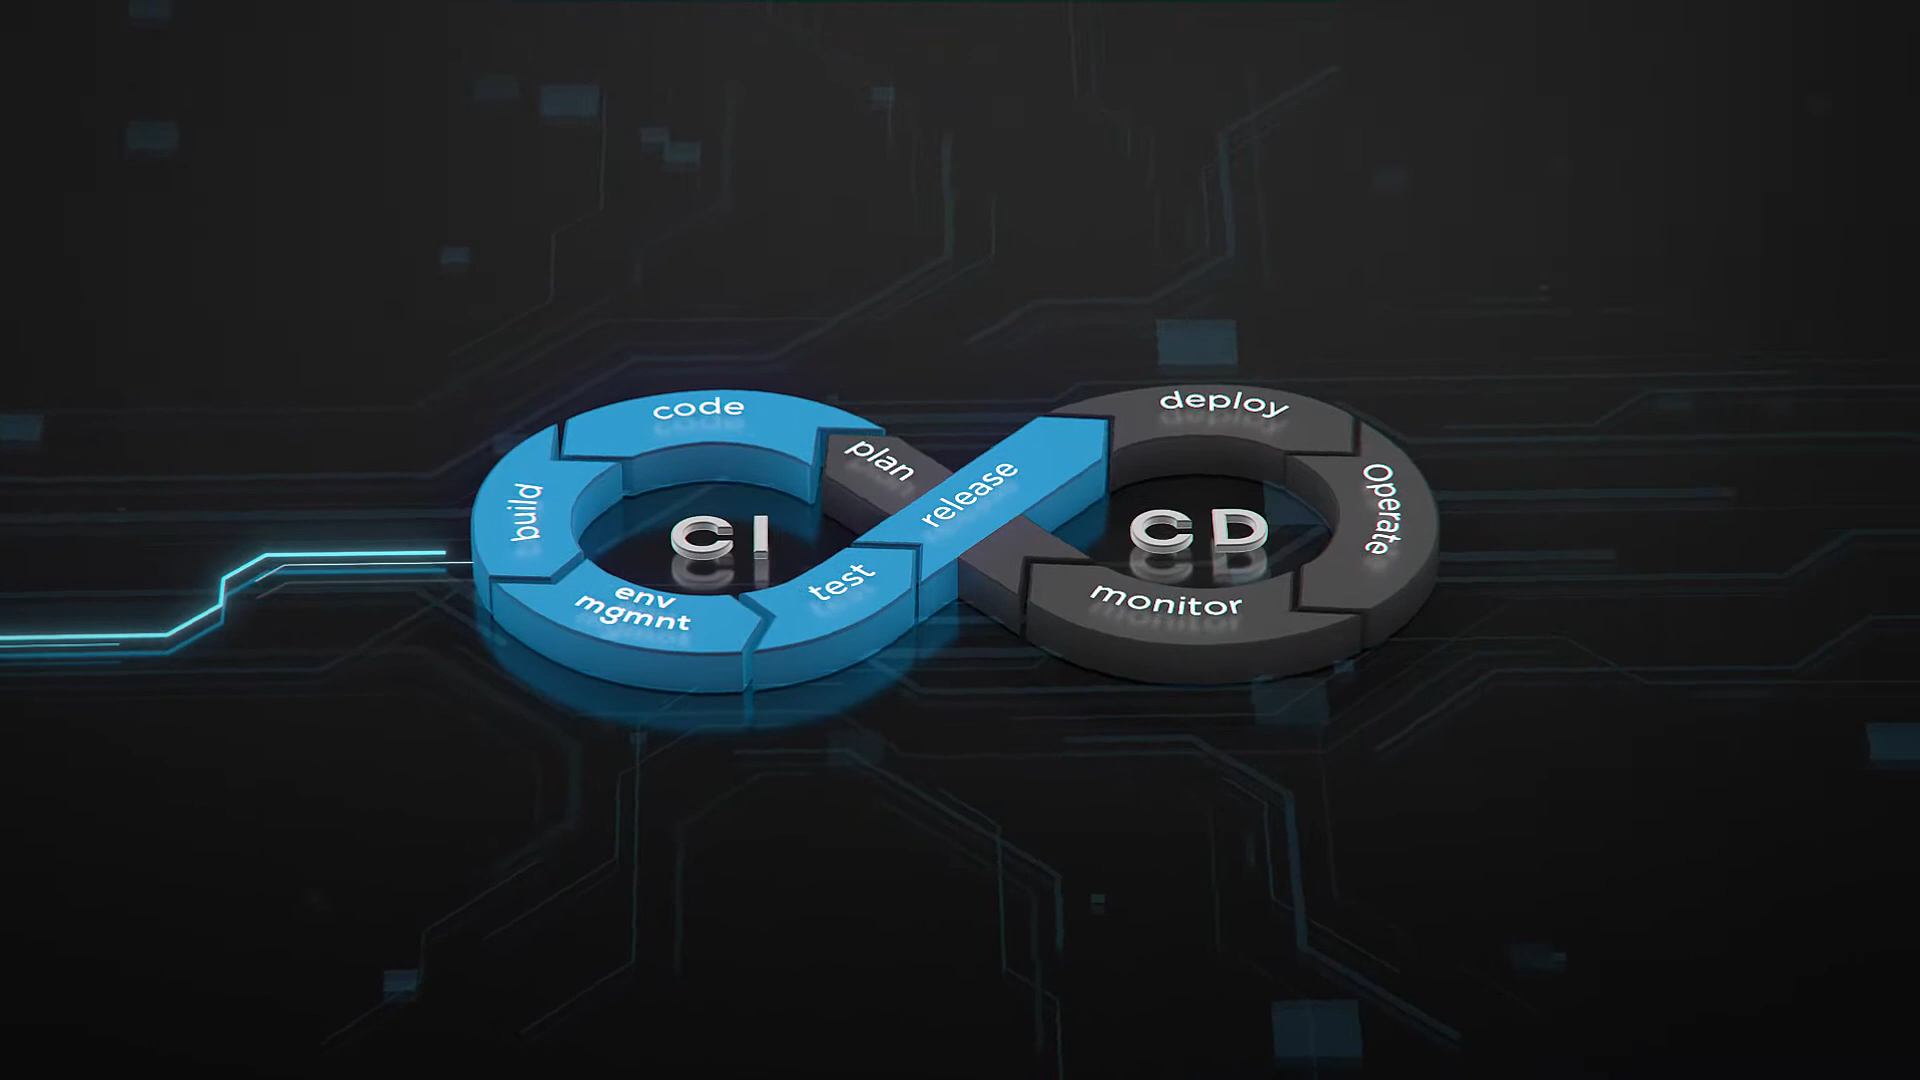 code
plan
build
env
mgmnt
test
release
CI
deploy
Operate
monitor
CD